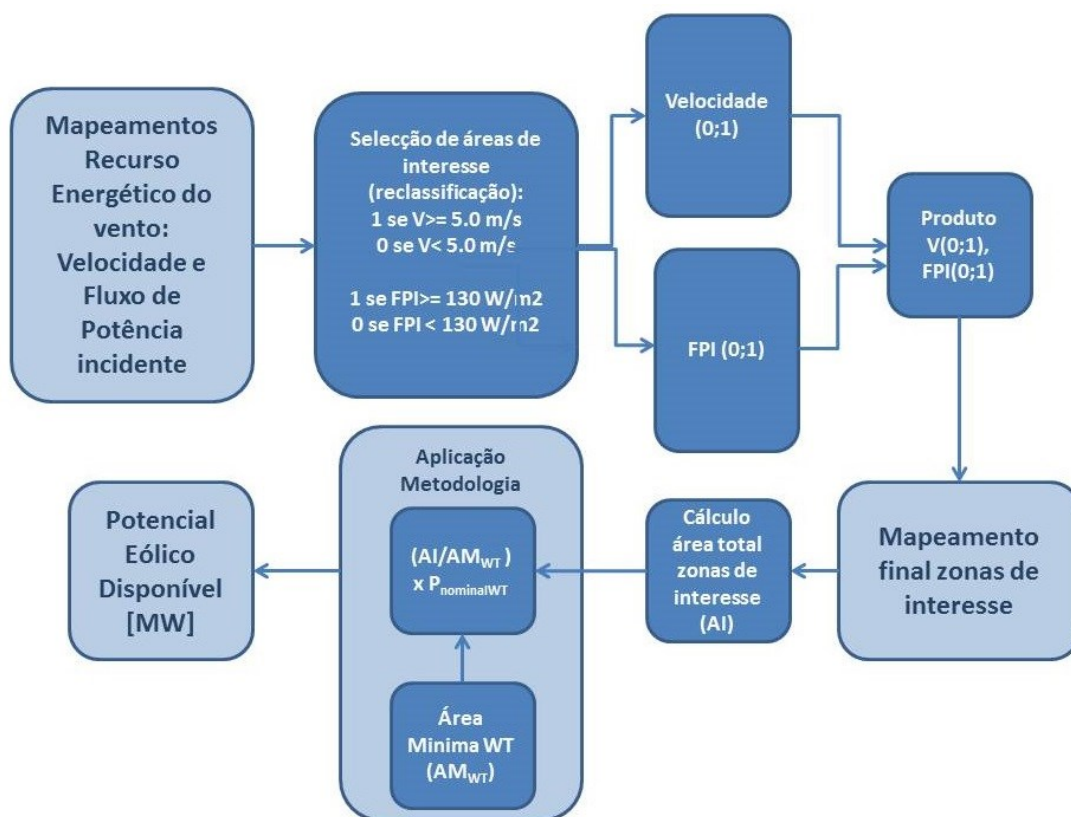 Mapeamentos
Recurso
Energético do
vento:
Velocidade e
Fluxo de
Potência
incidente
Selecção de áreas de
interesse
(reclassificação):
1 se V>= 5.0 m/s
0 se V< 5.0 m/s
1 se FPI>= 130 W/m2
0 se FPI < 130 W/m2
Velocidade
(0;1)
FPI (0;1)
Produto
V(0;1),
FPI(0;1)
Mapeamento
final zonas de
interesse
Cálculo
área total
zonas de
interesse
(AI)
Aplicação
Metodologia
(AI/AM_WT )
x P_nominalWT
Área
Minima WT
(AM_WT)
Potencial
Eólico
Disponível
[MW]